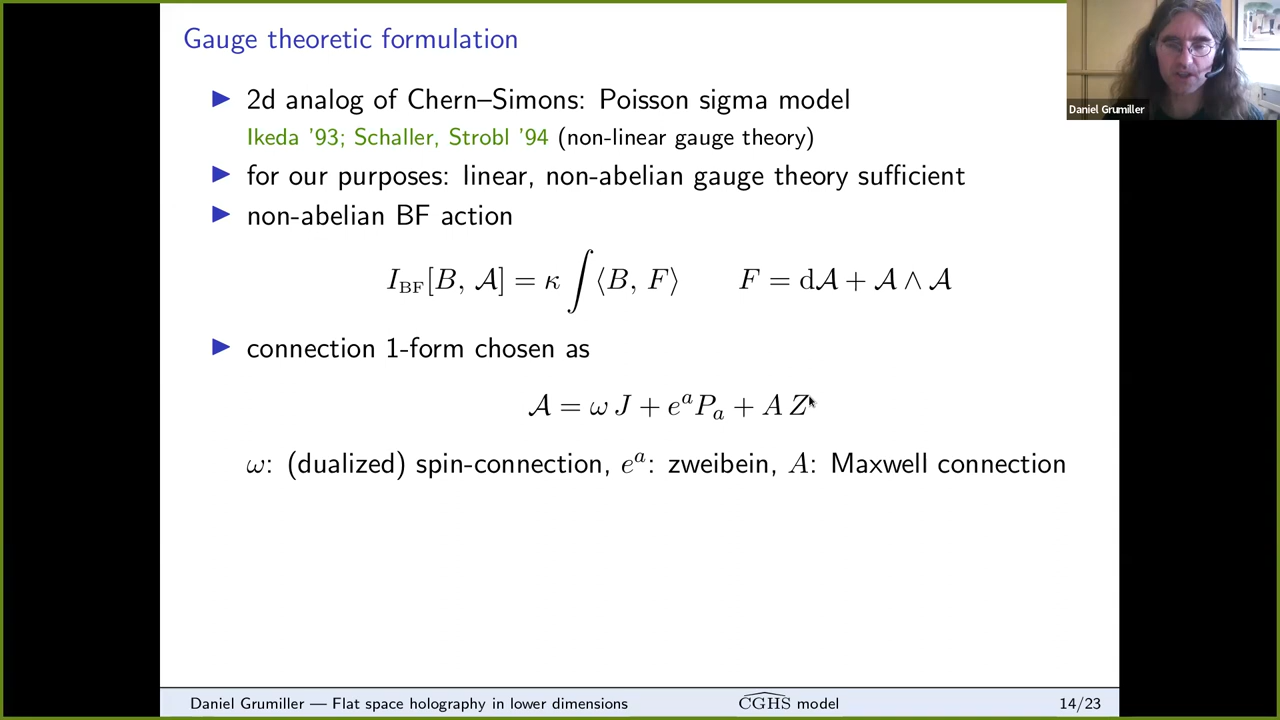 Gauge theoretic formulation
▶ 2d analog of Chern–Simons: Poisson sigma model
Ikeda '93; Schaller, Strobl '94 (non-linear gauge theory)
▶ for our purposes: linear, non-abelian gauge theory sufficient
▶ non-abelian BF action
I_BF[B, 𝒜] = κ ∫ ⟨B, F⟩ F = d𝒜 + 𝒜 ∧ 𝒜
▶ connection 1-form chosen as
𝒜 = ω J + e^a P_a + A Z
ω: (dualized) spin-connection, e^a: zweibein, A: Maxwell connection
Daniel Grumiller — Flat space holography in lower dimensions
\widehat{CGHS} model
14/23
Daniel Grumiller